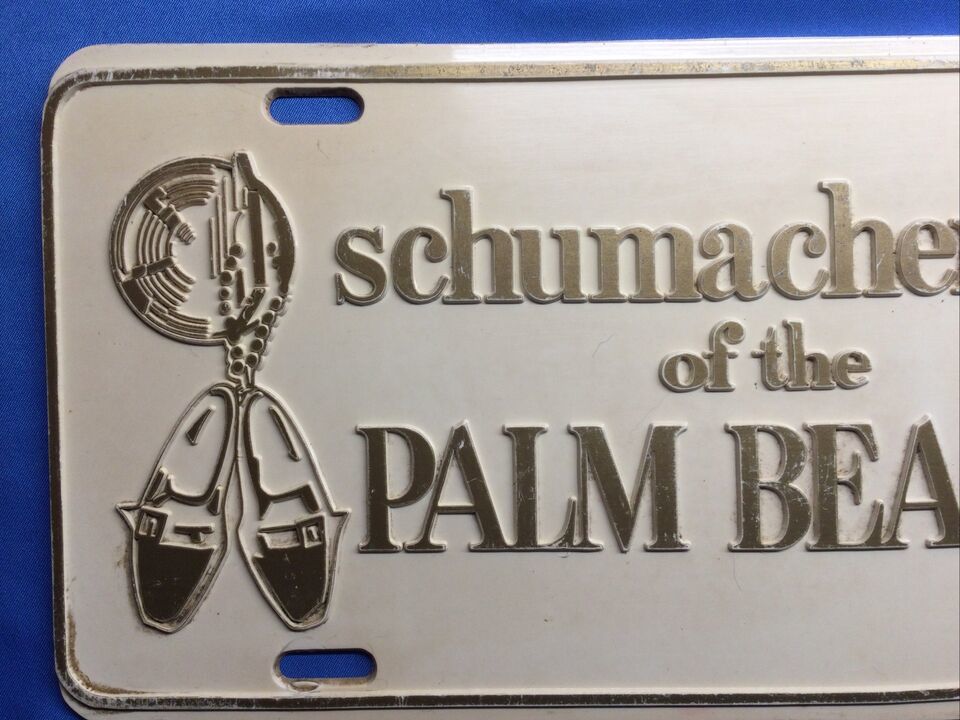 schumacher
of the
PALM BEA